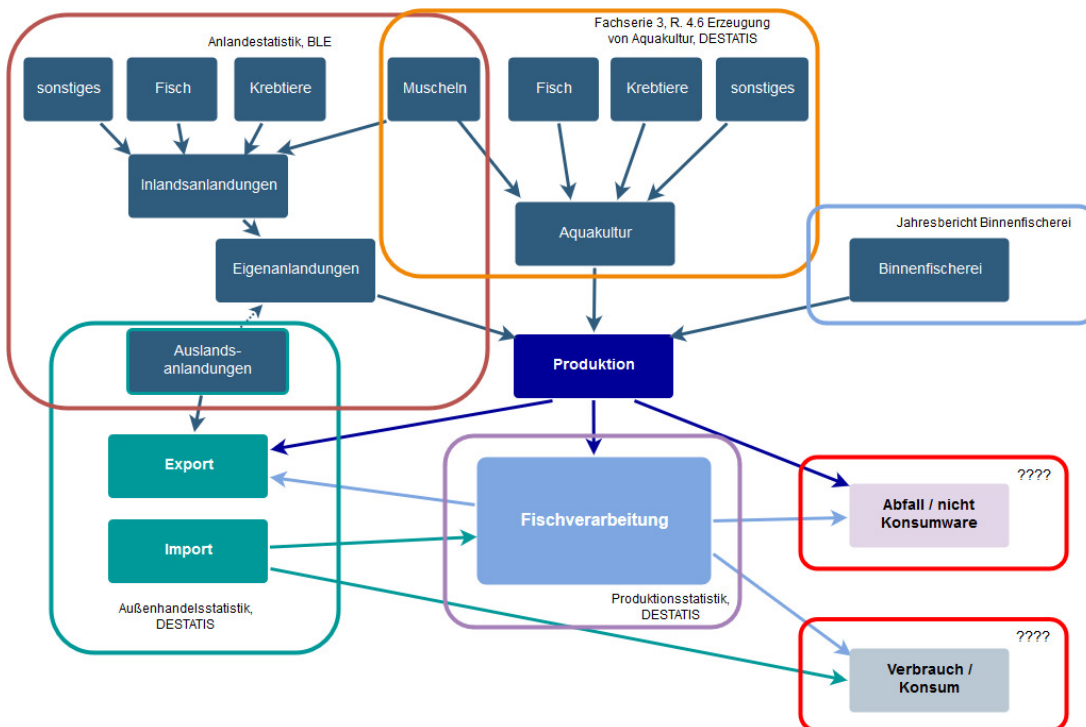 Fachserie 3, R. 4.6 Erzeugung
von Aquakultur, DESTATIS
Anlandestatistik, BLE
sonstiges
Fisch
Krebtiere
Muscheln
Fisch
Krebtiere
sonstiges
Inlandsanlandungen
Aquakultur
Jahresbericht Binnenfischerei
Eigenanlandungen
Binnenfischerei
Auslands-
anlandungen
Produktion
Export
Fischverarbeitung
????
Abfall / nicht
Konsumware
Import
Außenhandelsstatistik,
DESTATIS
Produktionsstatistik,
DESTATIS
????
Verbrauch /
Konsum